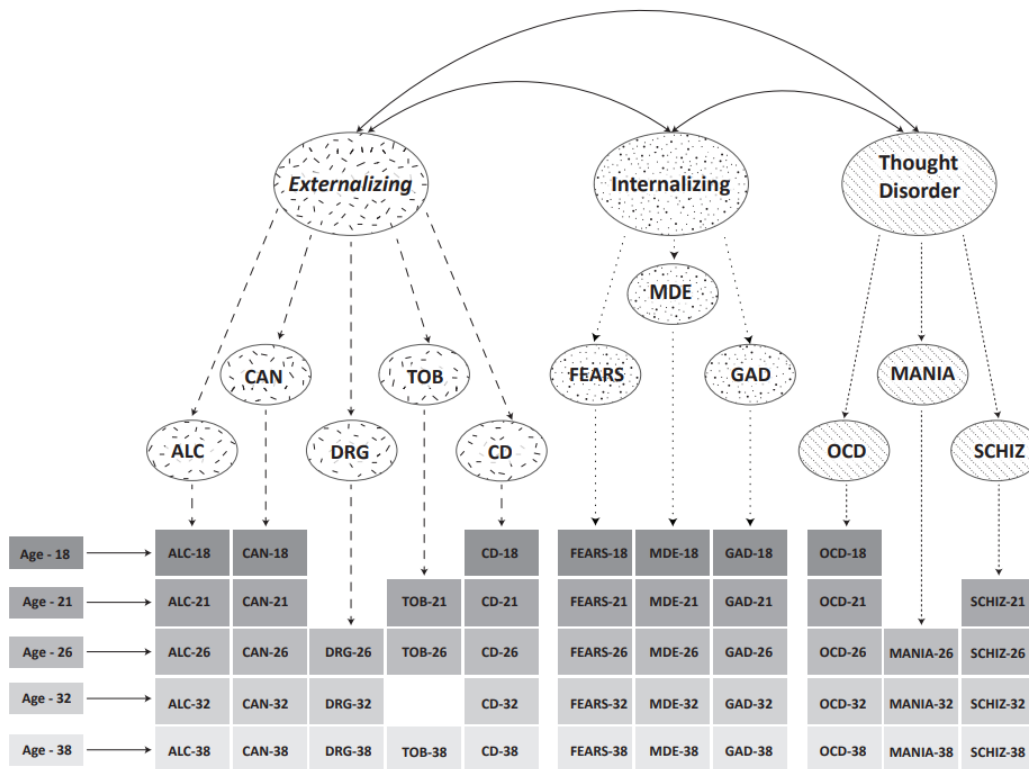 Externalizing
Internalizing
Thought
Disorder
MDE
CAN
TOB
FEARS
GAD
MANIA
ALC
DRG
CD
OCD
SCHIZ
Age - 18 ALC-18 CAN-18 CD-18 FEARS-18 MDE-18 GAD-18 OCD-18
Age - 21 ALC-21 CAN-21 TOB-21 CD-21 FEARS-21 MDE-21 GAD-21 OCD-21 SCHIZ-21
Age - 26 ALC-26 CAN-26 DRG-26 TOB-26 CD-26 FEARS-26 MDE-26 GAD-26 OCD-26 MANIA-26 SCHIZ-26
Age - 32 ALC-32 CAN-32 DRG-32 CD-32 FEARS-32 MDE-32 GAD-32 OCD-32 MANIA-32 SCHIZ-32
Age - 38 ALC-38 CAN-38 DRG-38 TOB-38 CD-38 FEARS-38 MDE-38 GAD-38 OCD-38 MANIA-38 SCHIZ-38